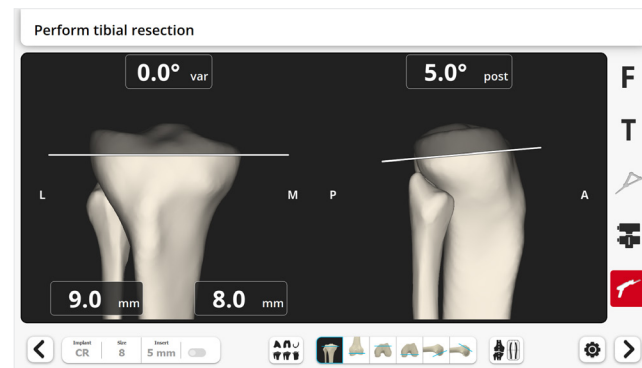 Perform tibial resection
0.0° var
5.0° post
F
T
L
M
P
A
9.0 mm
8.0 mm
Implant
CR
Size
8
Insert
5 mm